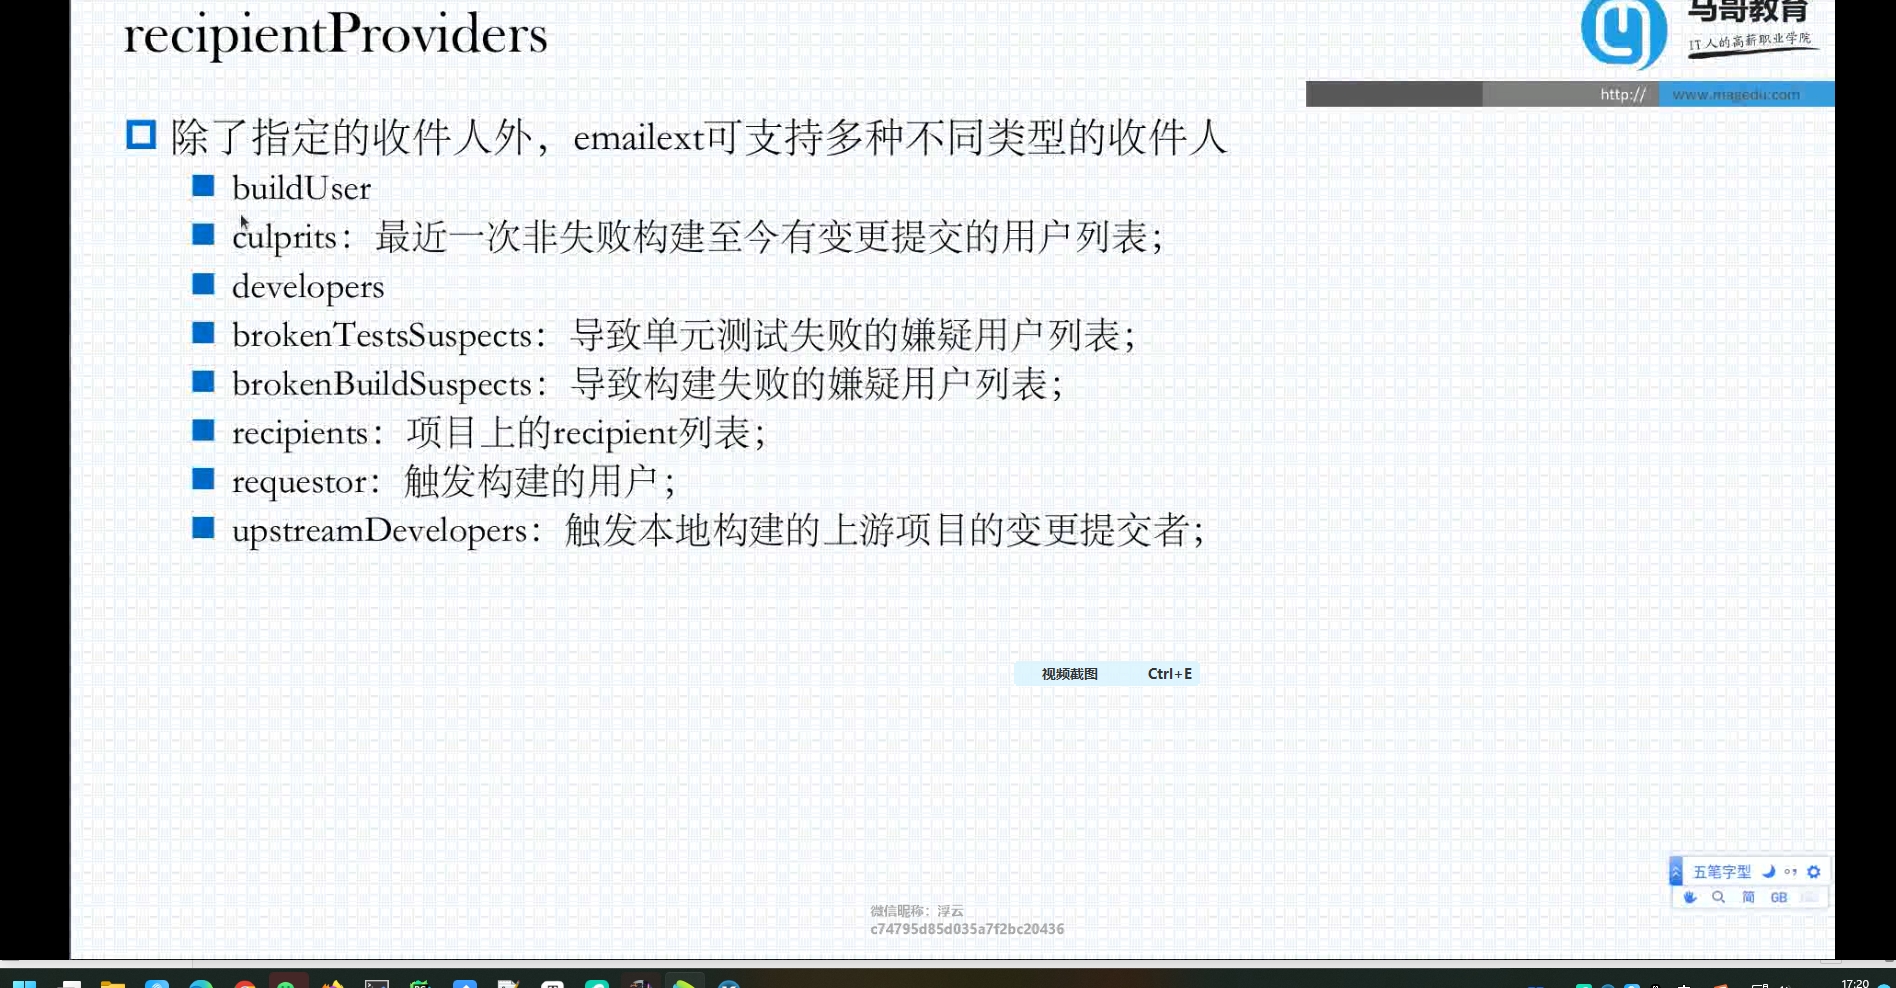 recipientProviders
马哥教育
IT人的高薪职业学院
http:// www.magedu.com
除了指定的收件人外，emailext可支持多种不同类型的收件人
buildUser
culprits：最近一次非失败构建至今有变更提交的用户列表；
developers
brokenTestsSuspects：导致单元测试失败的嫌疑用户列表；
brokenBuildSuspects：导致构建失败的嫌疑用户列表；
recipients：项目上的recipient列表；
requestor：触发构建的用户；
upstreamDevelopers：触发本地构建的上游项目的变更提交者；
视频截图 Ctrl+E
五笔字型
简 GB
微信昵称：浮云
c74795d85d035a7f2bc20436
17:20